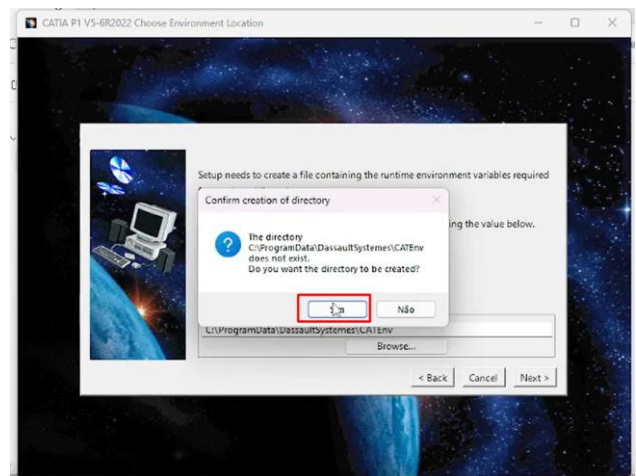 CATIA P1 V5-6R2022 Choose Environment Location
Setup needs to create a file containing the runtime environment variables required
Confirm creation of directory
ing the value below.
The directory
C:\ProgramData\DassaultSystemes\CATEnv
does not exist.
Do you want the directory to be created?
Não
C:\ProgramData\DassaultSystemes\CATEnv
Browse...
< Back
Cancel
Next >